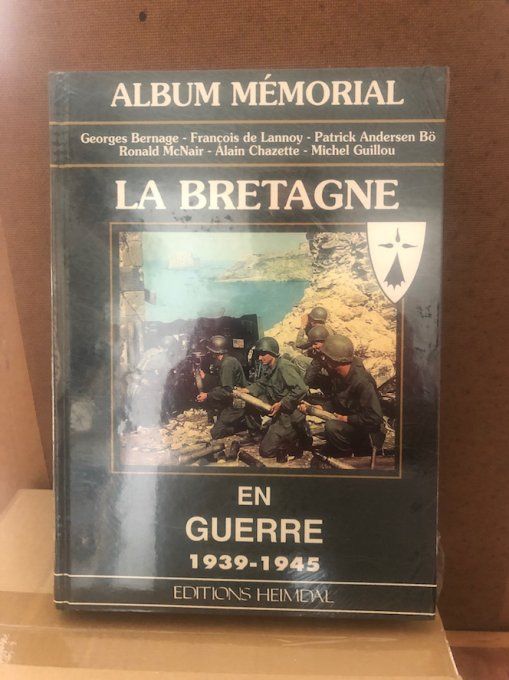 ALBUM MÉMORIAL
Georges Bernage - François de Lannoy - Patrick Andersen Bö
Ronald McNair - Alain Chazette - Michel Guillou
LA BRETAGNE
EN
GUERRE
1939-1945
EDITIONS HEIMDAL